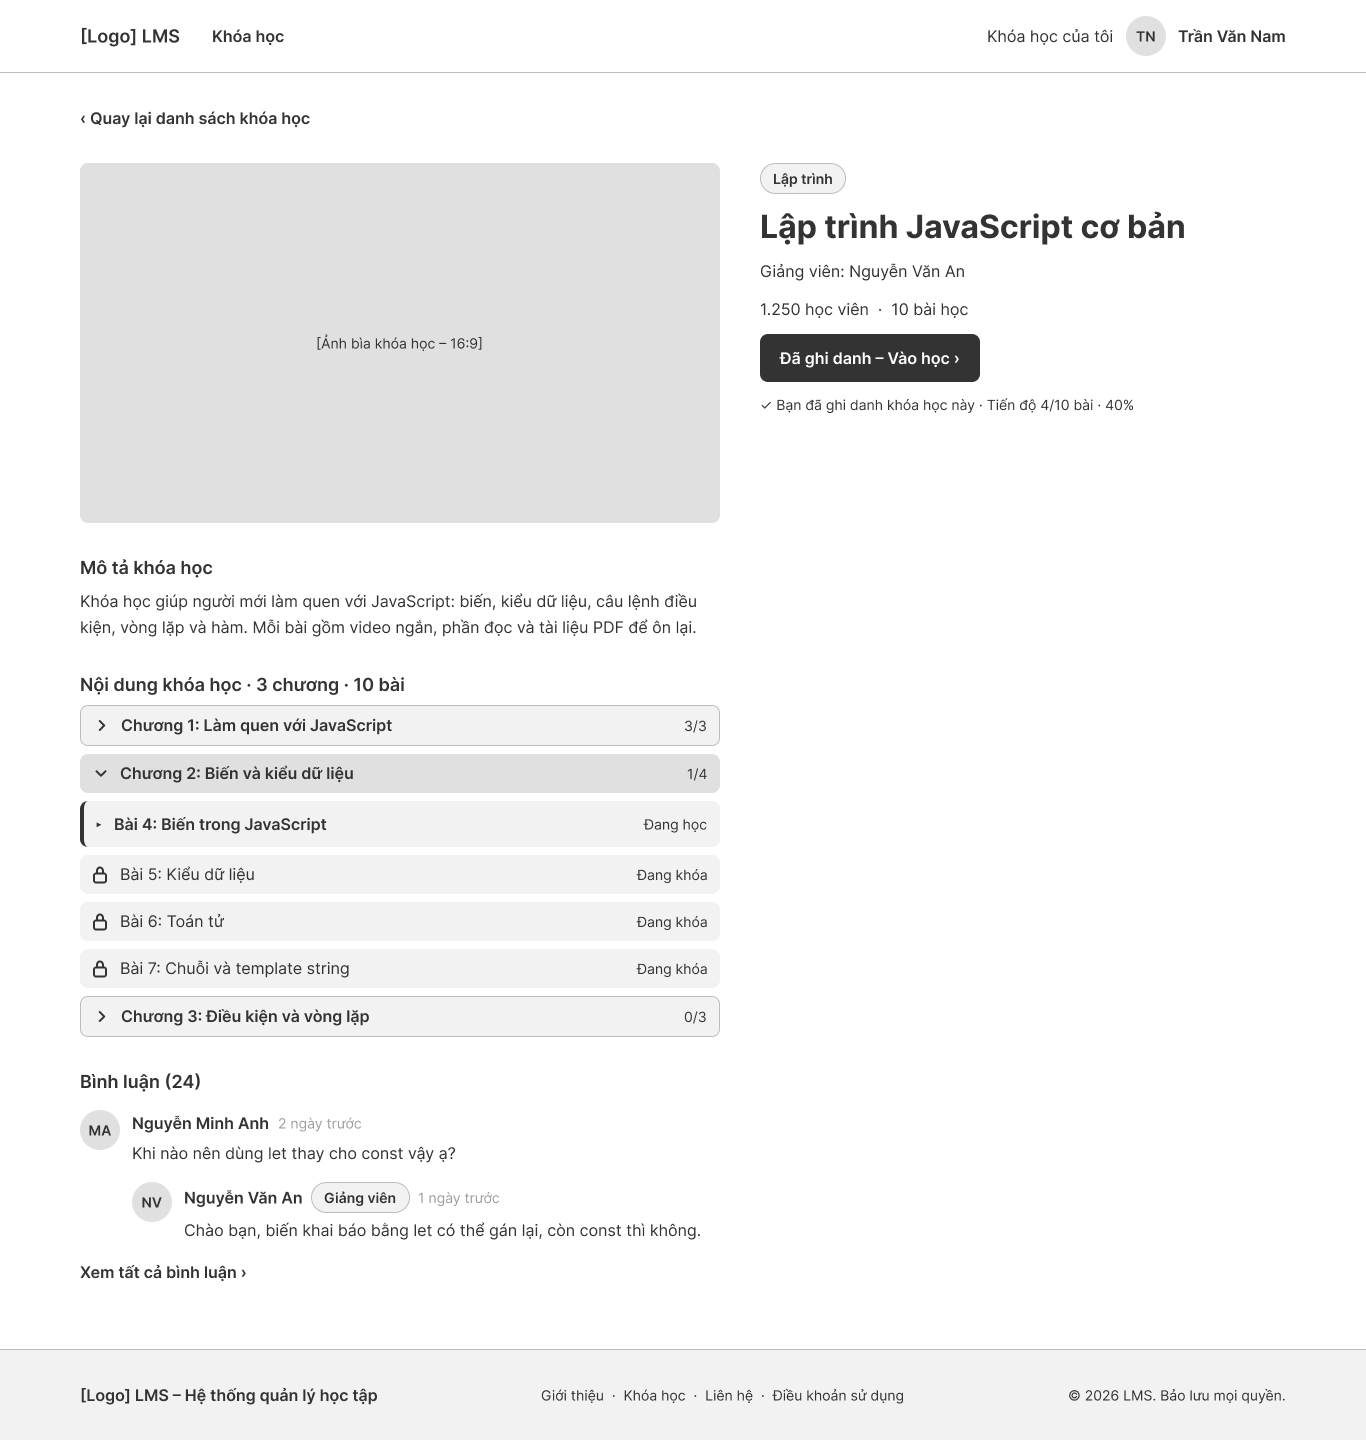 [Logo] LMS
Khóa học
Khóa học của tôi
TN
Trần Văn Nam
‹ Quay lại danh sách khóa học
[Ảnh bìa khóa học – 16:9]
Lập trình
Lập trình JavaScript cơ bản
Giảng viên: Nguyễn Văn An
1.250 học viên · 10 bài học
Đã ghi danh – Vào học ›
✓ Bạn đã ghi danh khóa học này · Tiến độ 4/10 bài · 40%
Mô tả khóa học
Khóa học giúp người mới làm quen với JavaScript: biến, kiểu dữ liệu, câu lệnh điều
kiện, vòng lặp và hàm. Mỗi bài gồm video ngắn, phần đọc và tài liệu PDF để ôn lại.
Nội dung khóa học · 3 chương · 10 bài
Chương 1: Làm quen với JavaScript 3/3
Chương 2: Biến và kiểu dữ liệu 1/4
Bài 4: Biến trong JavaScript Đang học
Bài 5: Kiểu dữ liệu Đang khóa
Bài 6: Toán tử Đang khóa
Bài 7: Chuỗi và template string Đang khóa
Chương 3: Điều kiện và vòng lặp 0/3
Bình luận (24)
MA
Nguyễn Minh Anh 2 ngày trước
Khi nào nên dùng let thay cho const vậy ạ?
NV
Nguyễn Văn An Giảng viên 1 ngày trước
Chào bạn, biến khai báo bằng let có thể gán lại, còn const thì không.
Xem tất cả bình luận ›
[Logo] LMS – Hệ thống quản lý học tập
Giới thiệu · Khóa học · Liên hệ · Điều khoản sử dụng
© 2026 LMS. Bảo lưu mọi quyền.